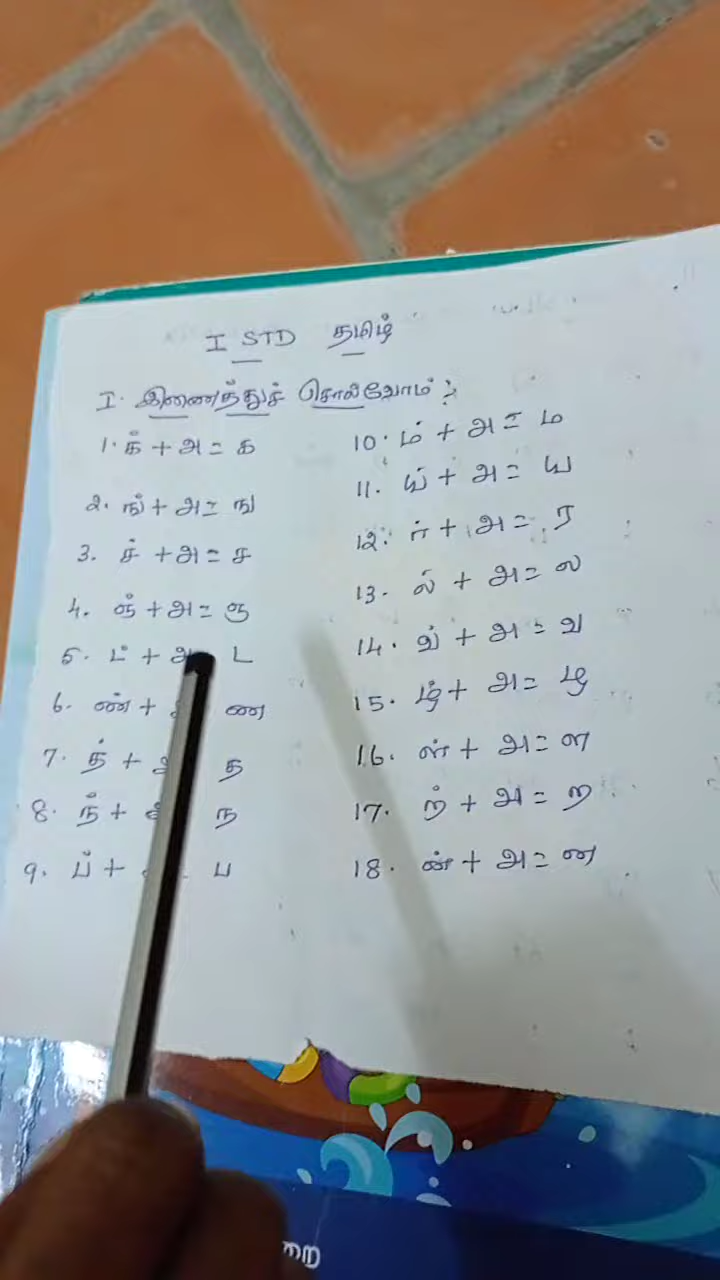 I STD தமிழ்
I. இணைத்துச் சொல்வோம் :
1. க் + அ = க
2. ங் + அ = ங
3. ச் + அ = ச
4. ஞ் + அ = ஞ
5. ட் + அ ட
6. ண் + ண
7. த் + த
8. ந் + ந
9. ப் + ப
10. ம் + அ = ம
11. ய் + அ = ய
12. ர் + அ = ர
13. ல் + அ = ல
14. வ் + அ = வ
15. ழ் + அ = ழ
16. ள் + அ = ள
17. ற் + அ = ற
18. ன் + அ = ன